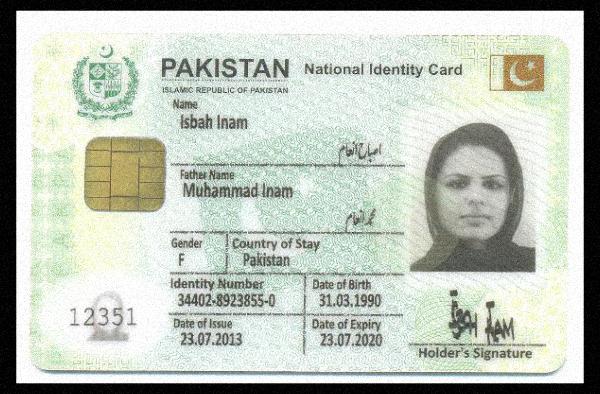 PAKISTAN National Identity Card
ISLAMIC REPUBLIC OF PAKISTAN
Name
Isbah Inam
اصباح انعام
Father Name
Muhammad Inam
محمد انعام
Gender Country of Stay
F Pakistan
Identity Number Date of Birth
34402-8923855-0 31.03.1990
12351
Date of Issue Date of Expiry
23.07.2013 23.07.2020
Holder's Signature